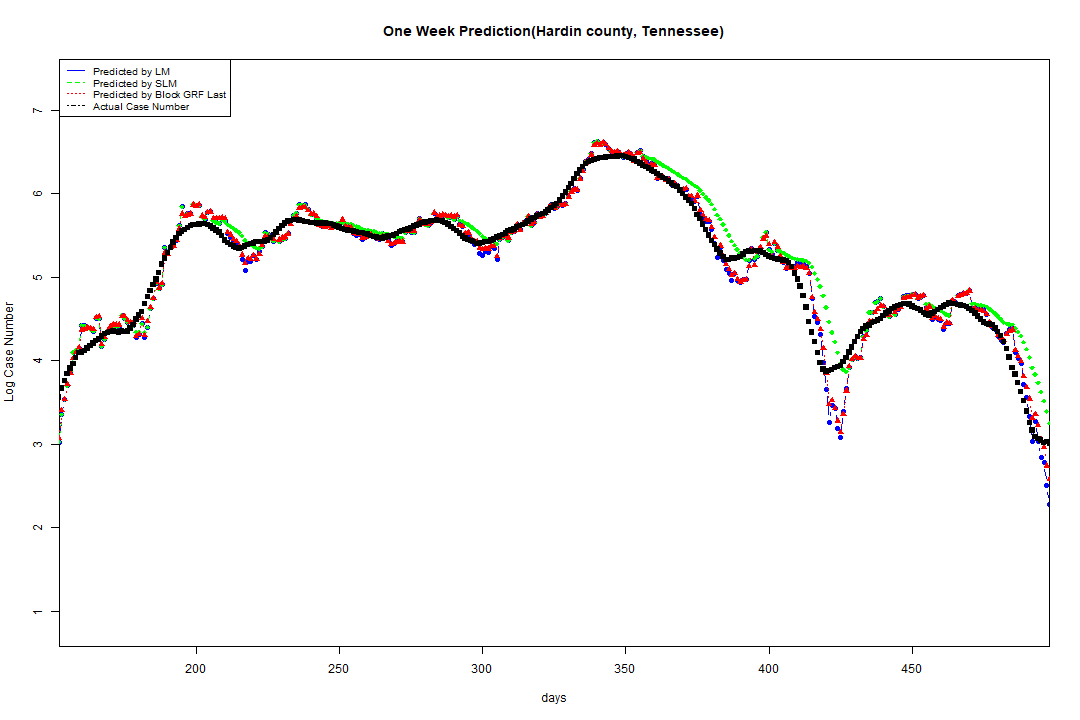 One Week Prediction(Hardin county, Tennessee)
Predicted by LM
Predicted by SLM
Predicted by Block GRF Last
Actual Case Number
7
6
5
4
3
2
1
Log Case Number
200 250 300 350 400 450
days